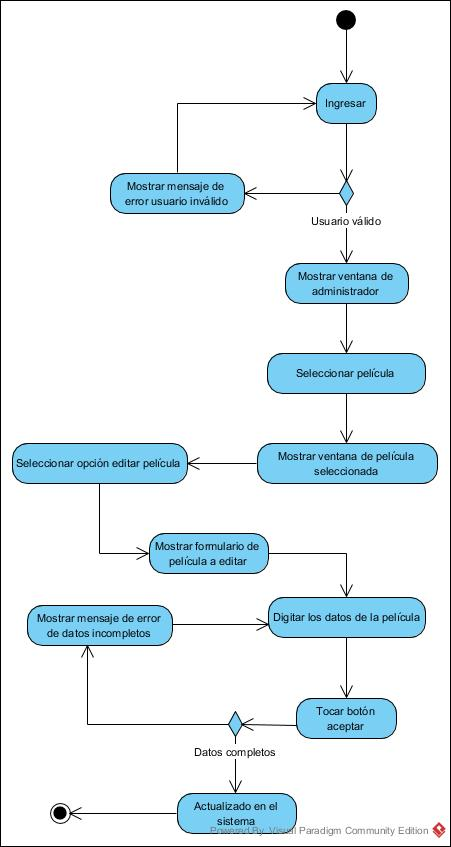 Ingresar
Mostrar mensaje de
error usuario inválido
Usuario válido
Mostrar ventana de
administrador
Seleccionar película
Mostrar ventana de película
seleccionada
Seleccionar opción editar película
Mostrar formulario de
película a editar
Mostrar mensaje de error
de datos incompletos
Digitar los datos de la película
Tocar botón
aceptar
Datos completos
Actualizado en el
sistema
Powered By Visual Paradigm Community Edition